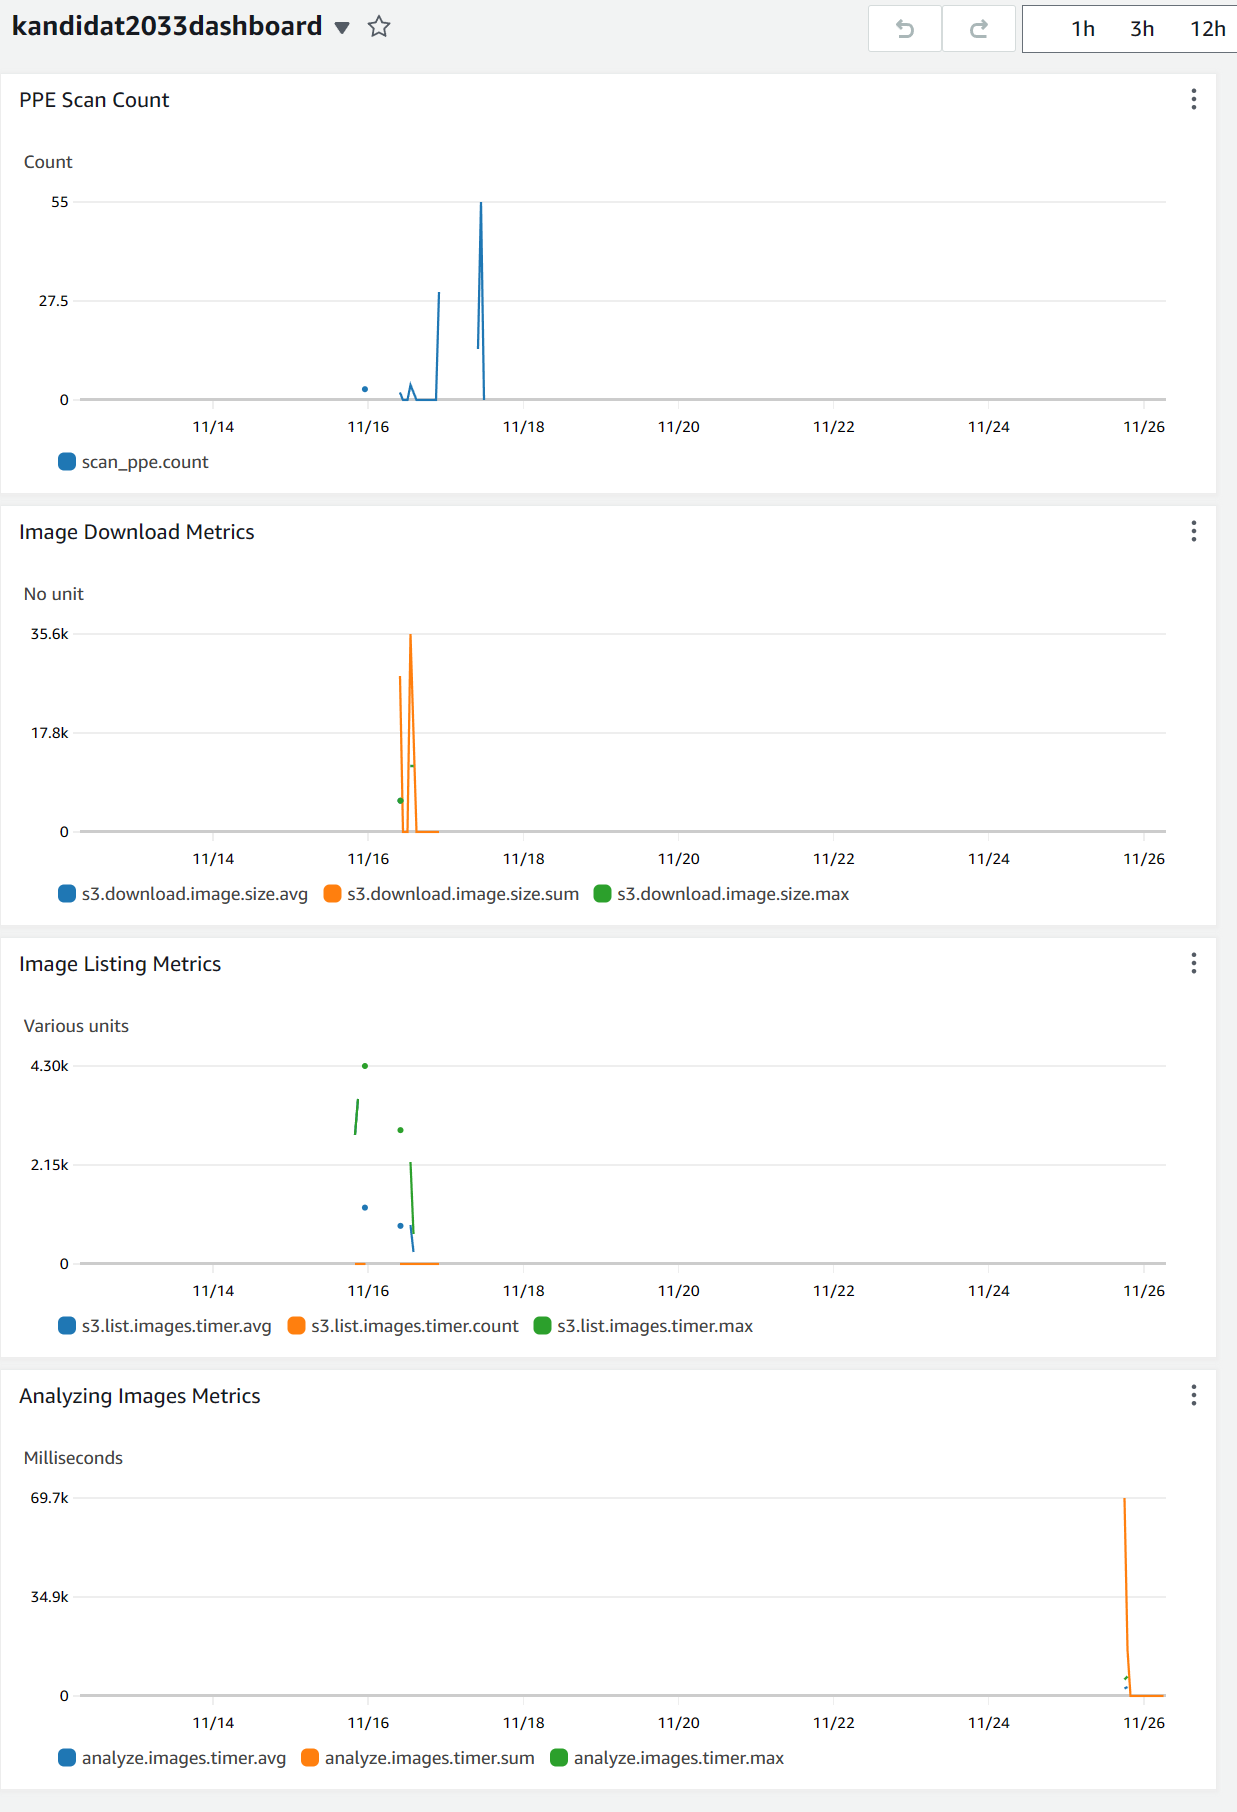 kandidat2033dashboard
1h 3h 12h
PPE Scan Count
Count
55
27.5
0
11/14 11/16 11/18 11/20 11/22 11/24 11/26
scan_ppe.count
Image Download Metrics
No unit
35.6k
17.8k
0
11/14 11/16 11/18 11/20 11/22 11/24 11/26
s3.download.image.size.avg s3.download.image.size.sum s3.download.image.size.max
Image Listing Metrics
Various units
4.30k
2.15k
0
11/14 11/16 11/18 11/20 11/22 11/24 11/26
s3.list.images.timer.avg s3.list.images.timer.count s3.list.images.timer.max
Analyzing Images Metrics
Milliseconds
69.7k
34.9k
0
11/14 11/16 11/18 11/20 11/22 11/24 11/26
analyze.images.timer.avg analyze.images.timer.sum analyze.images.timer.max